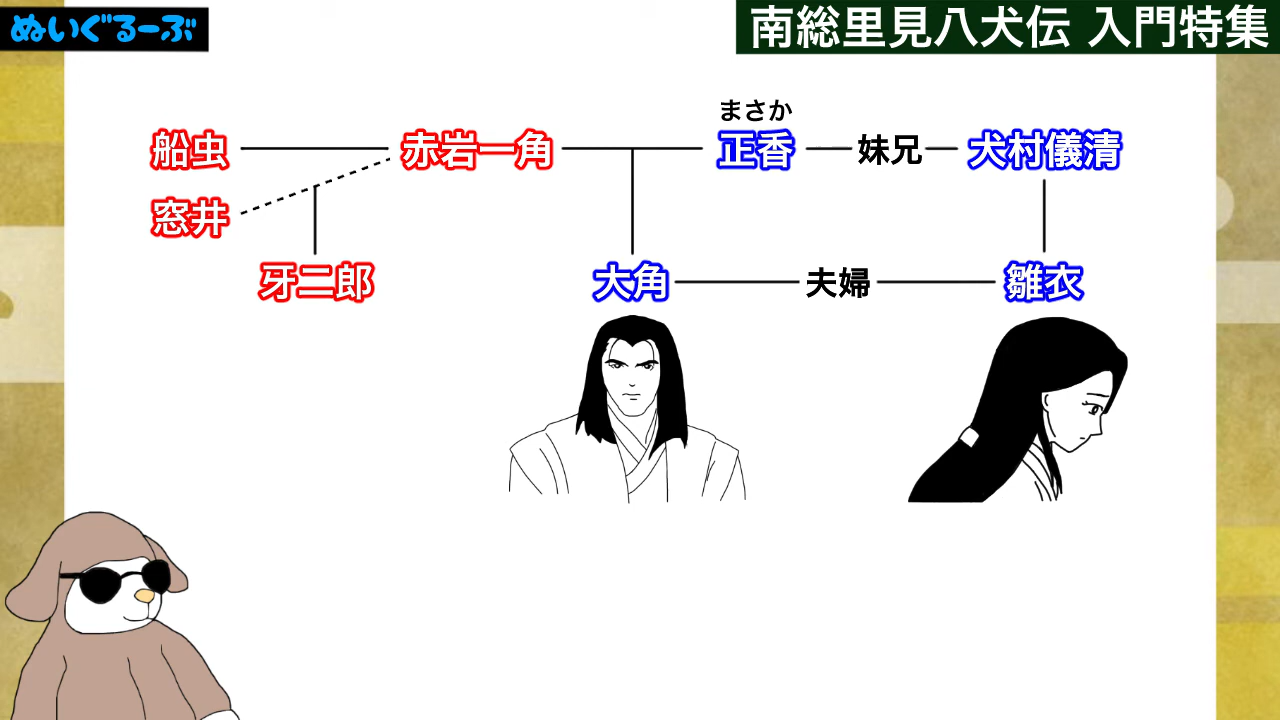 ぬいぐるーぷ
南総里見八犬伝 入門特集
まさか
船虫 赤岩一角 正香 妹兄 犬村儀清
窓井
牙二郎 大角 夫婦 雛衣